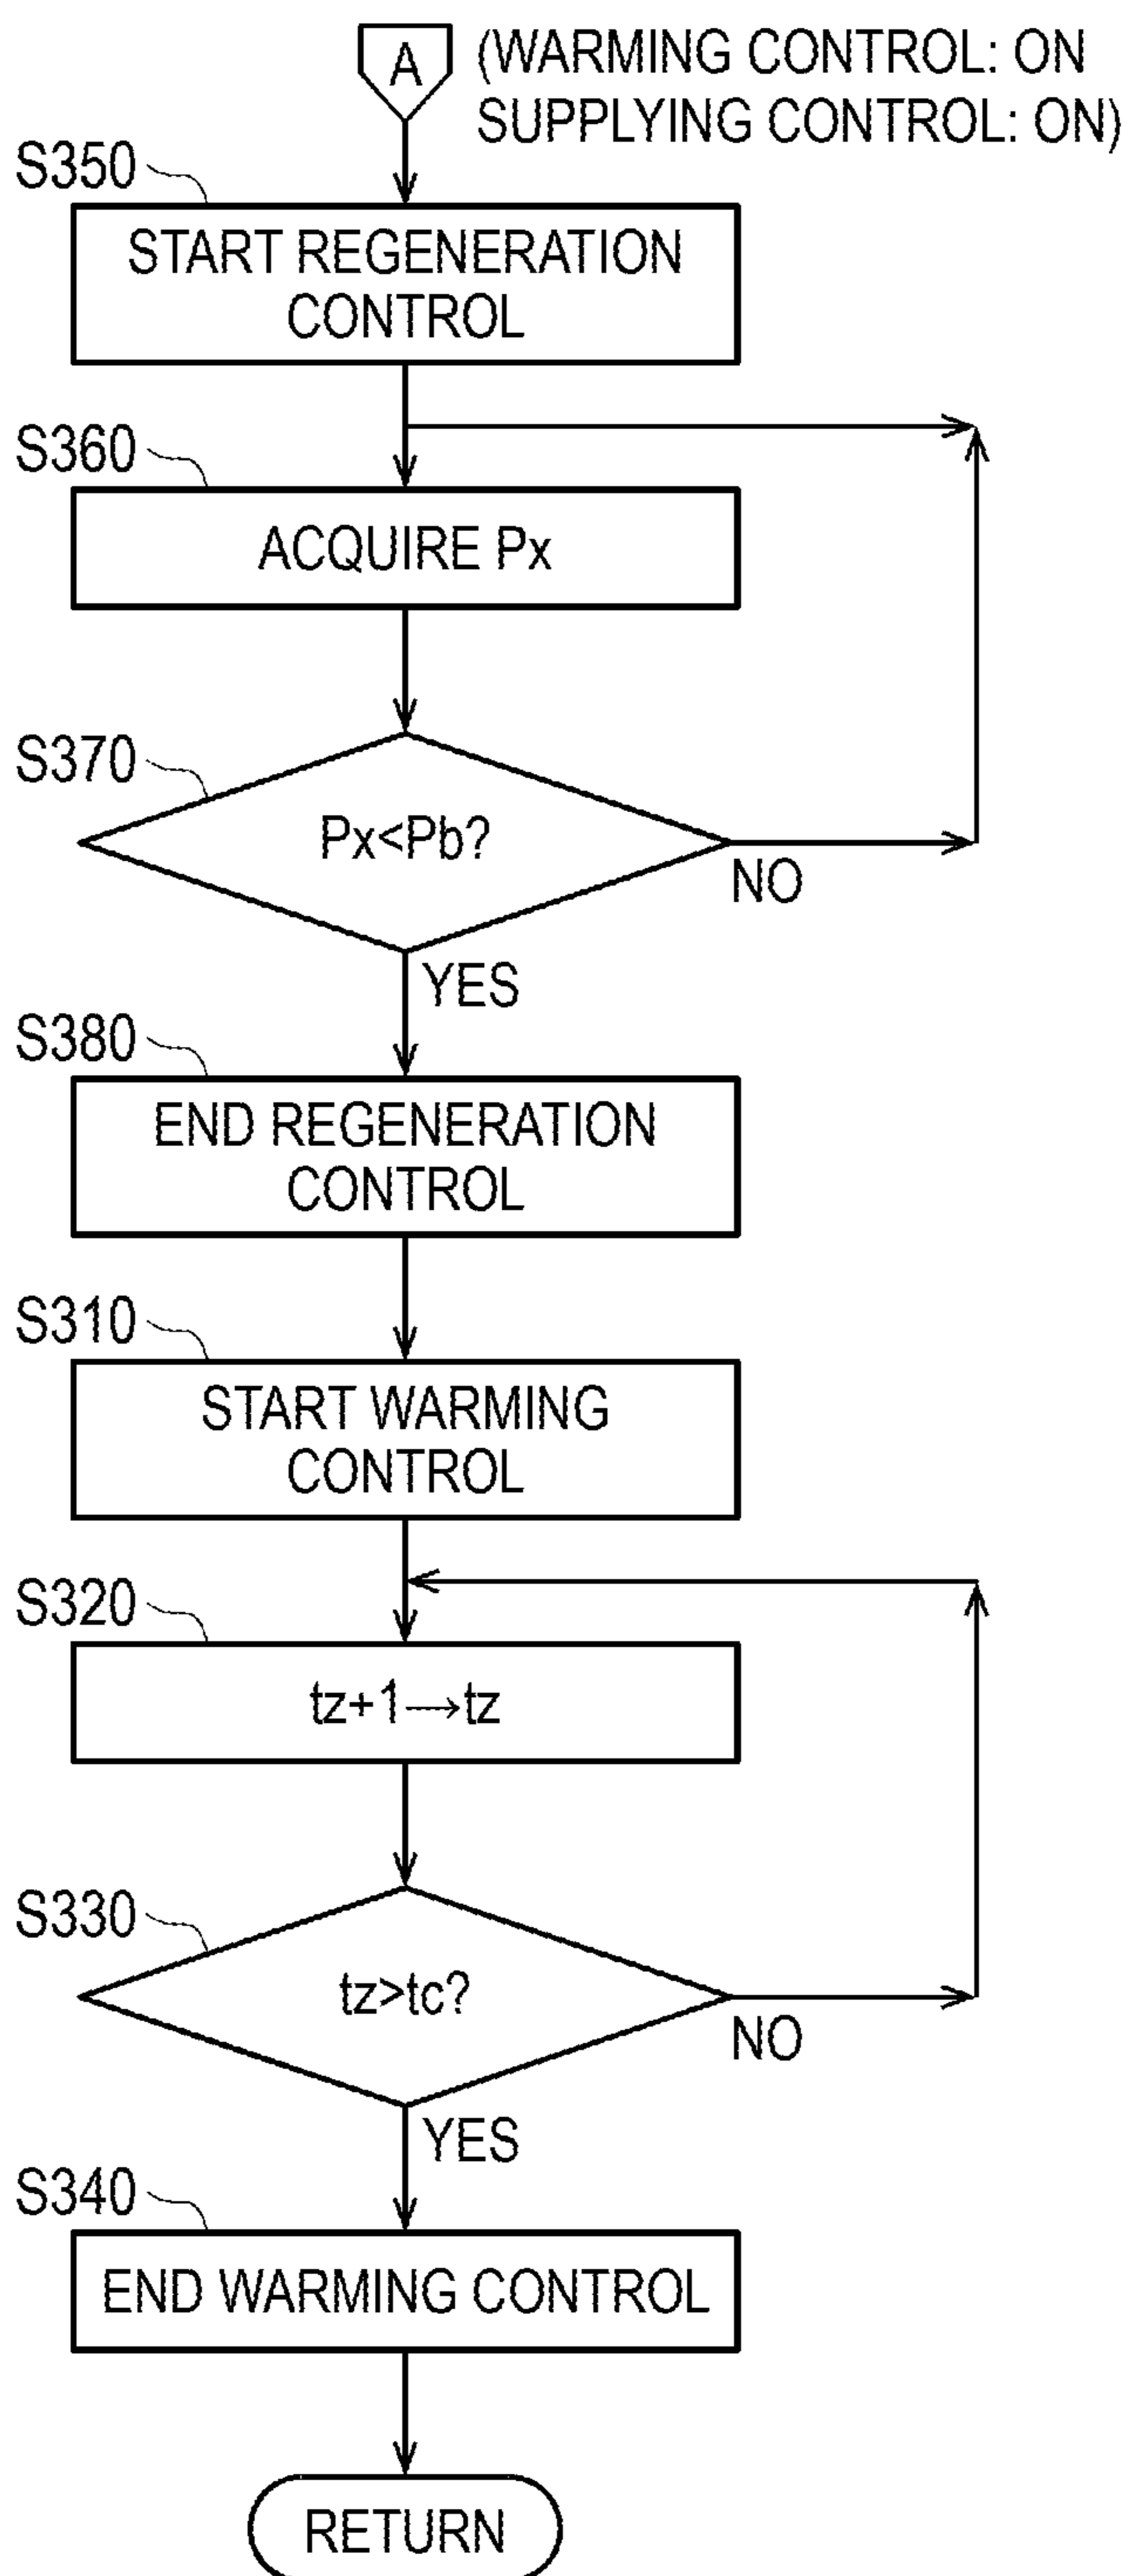 A
(WARMING CONTROL: ON
SUPPLYING CONTROL: ON)
S350
START REGENERATION
CONTROL
S360
ACQUIRE Px
S370
Px<Pb?
NO
YES
S380
END REGENERATION
CONTROL
S310
START WARMING
CONTROL
S320
tz+1→tz
S330
tz>tc?
NO
YES
S340
END WARMING CONTROL
RETURN